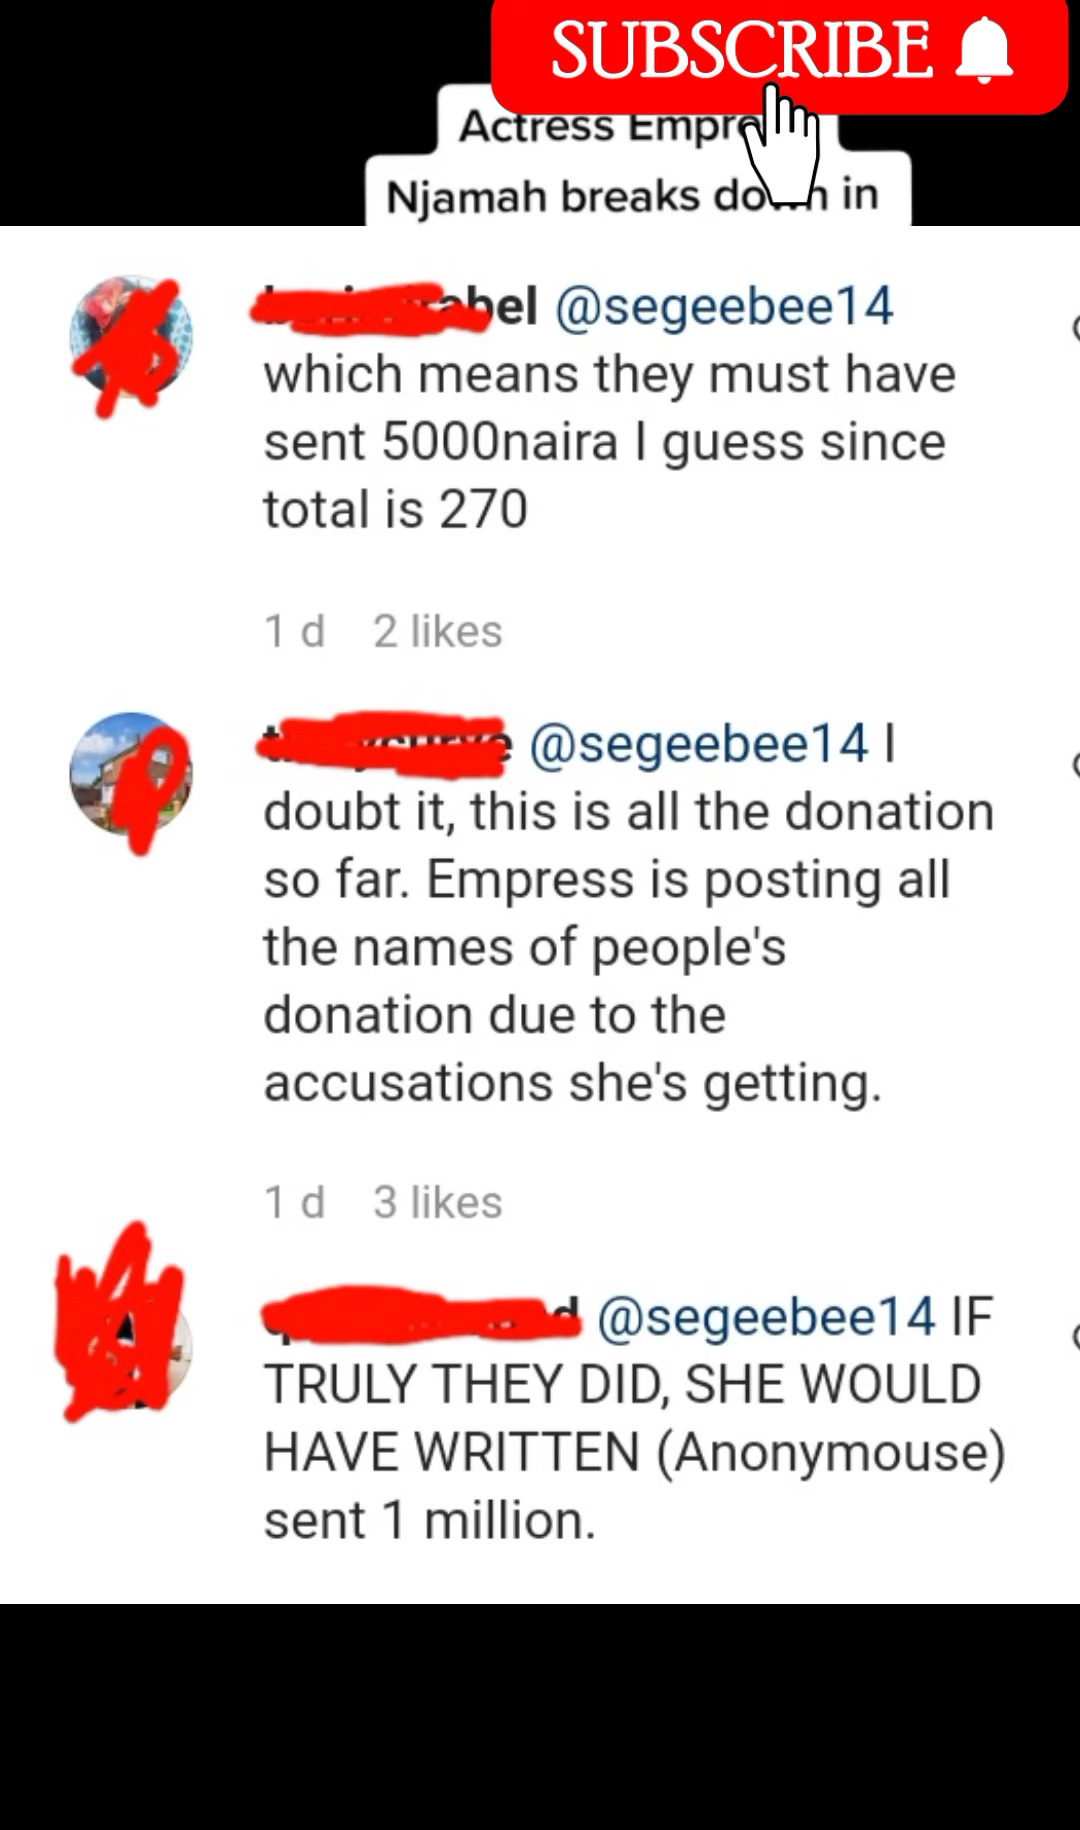 SUBSCRIBE
Actress
Njamah breaks in
@segeebee14
which means they must have
sent 5000naira I guess since
total is 270
1 d 2 likes
@segeebee14 I
doubt it, this is all the donation
so far. Empress is posting all
the names of people's
donation due to the
accusations she's getting.
1 d 3 likes
@segeebee14 IF
TRULY THEY DID, SHE WOULD
HAVE WRITTEN (Anonymouse)
sent 1 million.